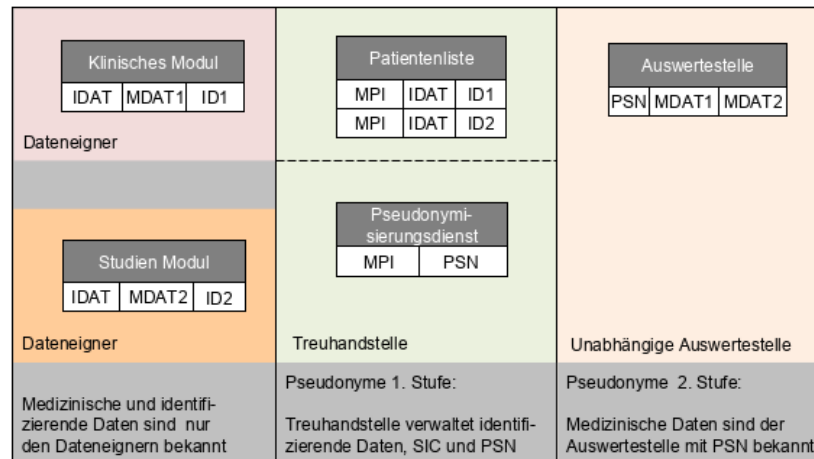 Klinisches Modul
IDAT MDAT1 ID1
Dateneigner
Studien Modul
IDAT MDAT2 ID2
Dateneigner
Medizinische und identifi-
zierende Daten sind nur
den Dateneignern bekannt
Patientenliste
MPI IDAT ID1
MPI IDAT ID2
Pseudonymi-
sierungsdienst
MPI PSN
Treuhandstelle
Pseudonyme 1. Stufe:
Treuhandstelle verwaltet identifi-
zierende Daten, SIC und PSN
Auswertestelle
PSN MDAT1 MDAT2
Unabhängige Auswertestelle
Pseudonyme 2. Stufe:
Medizinische Daten sind der
Auswertestelle mit PSN bekannt